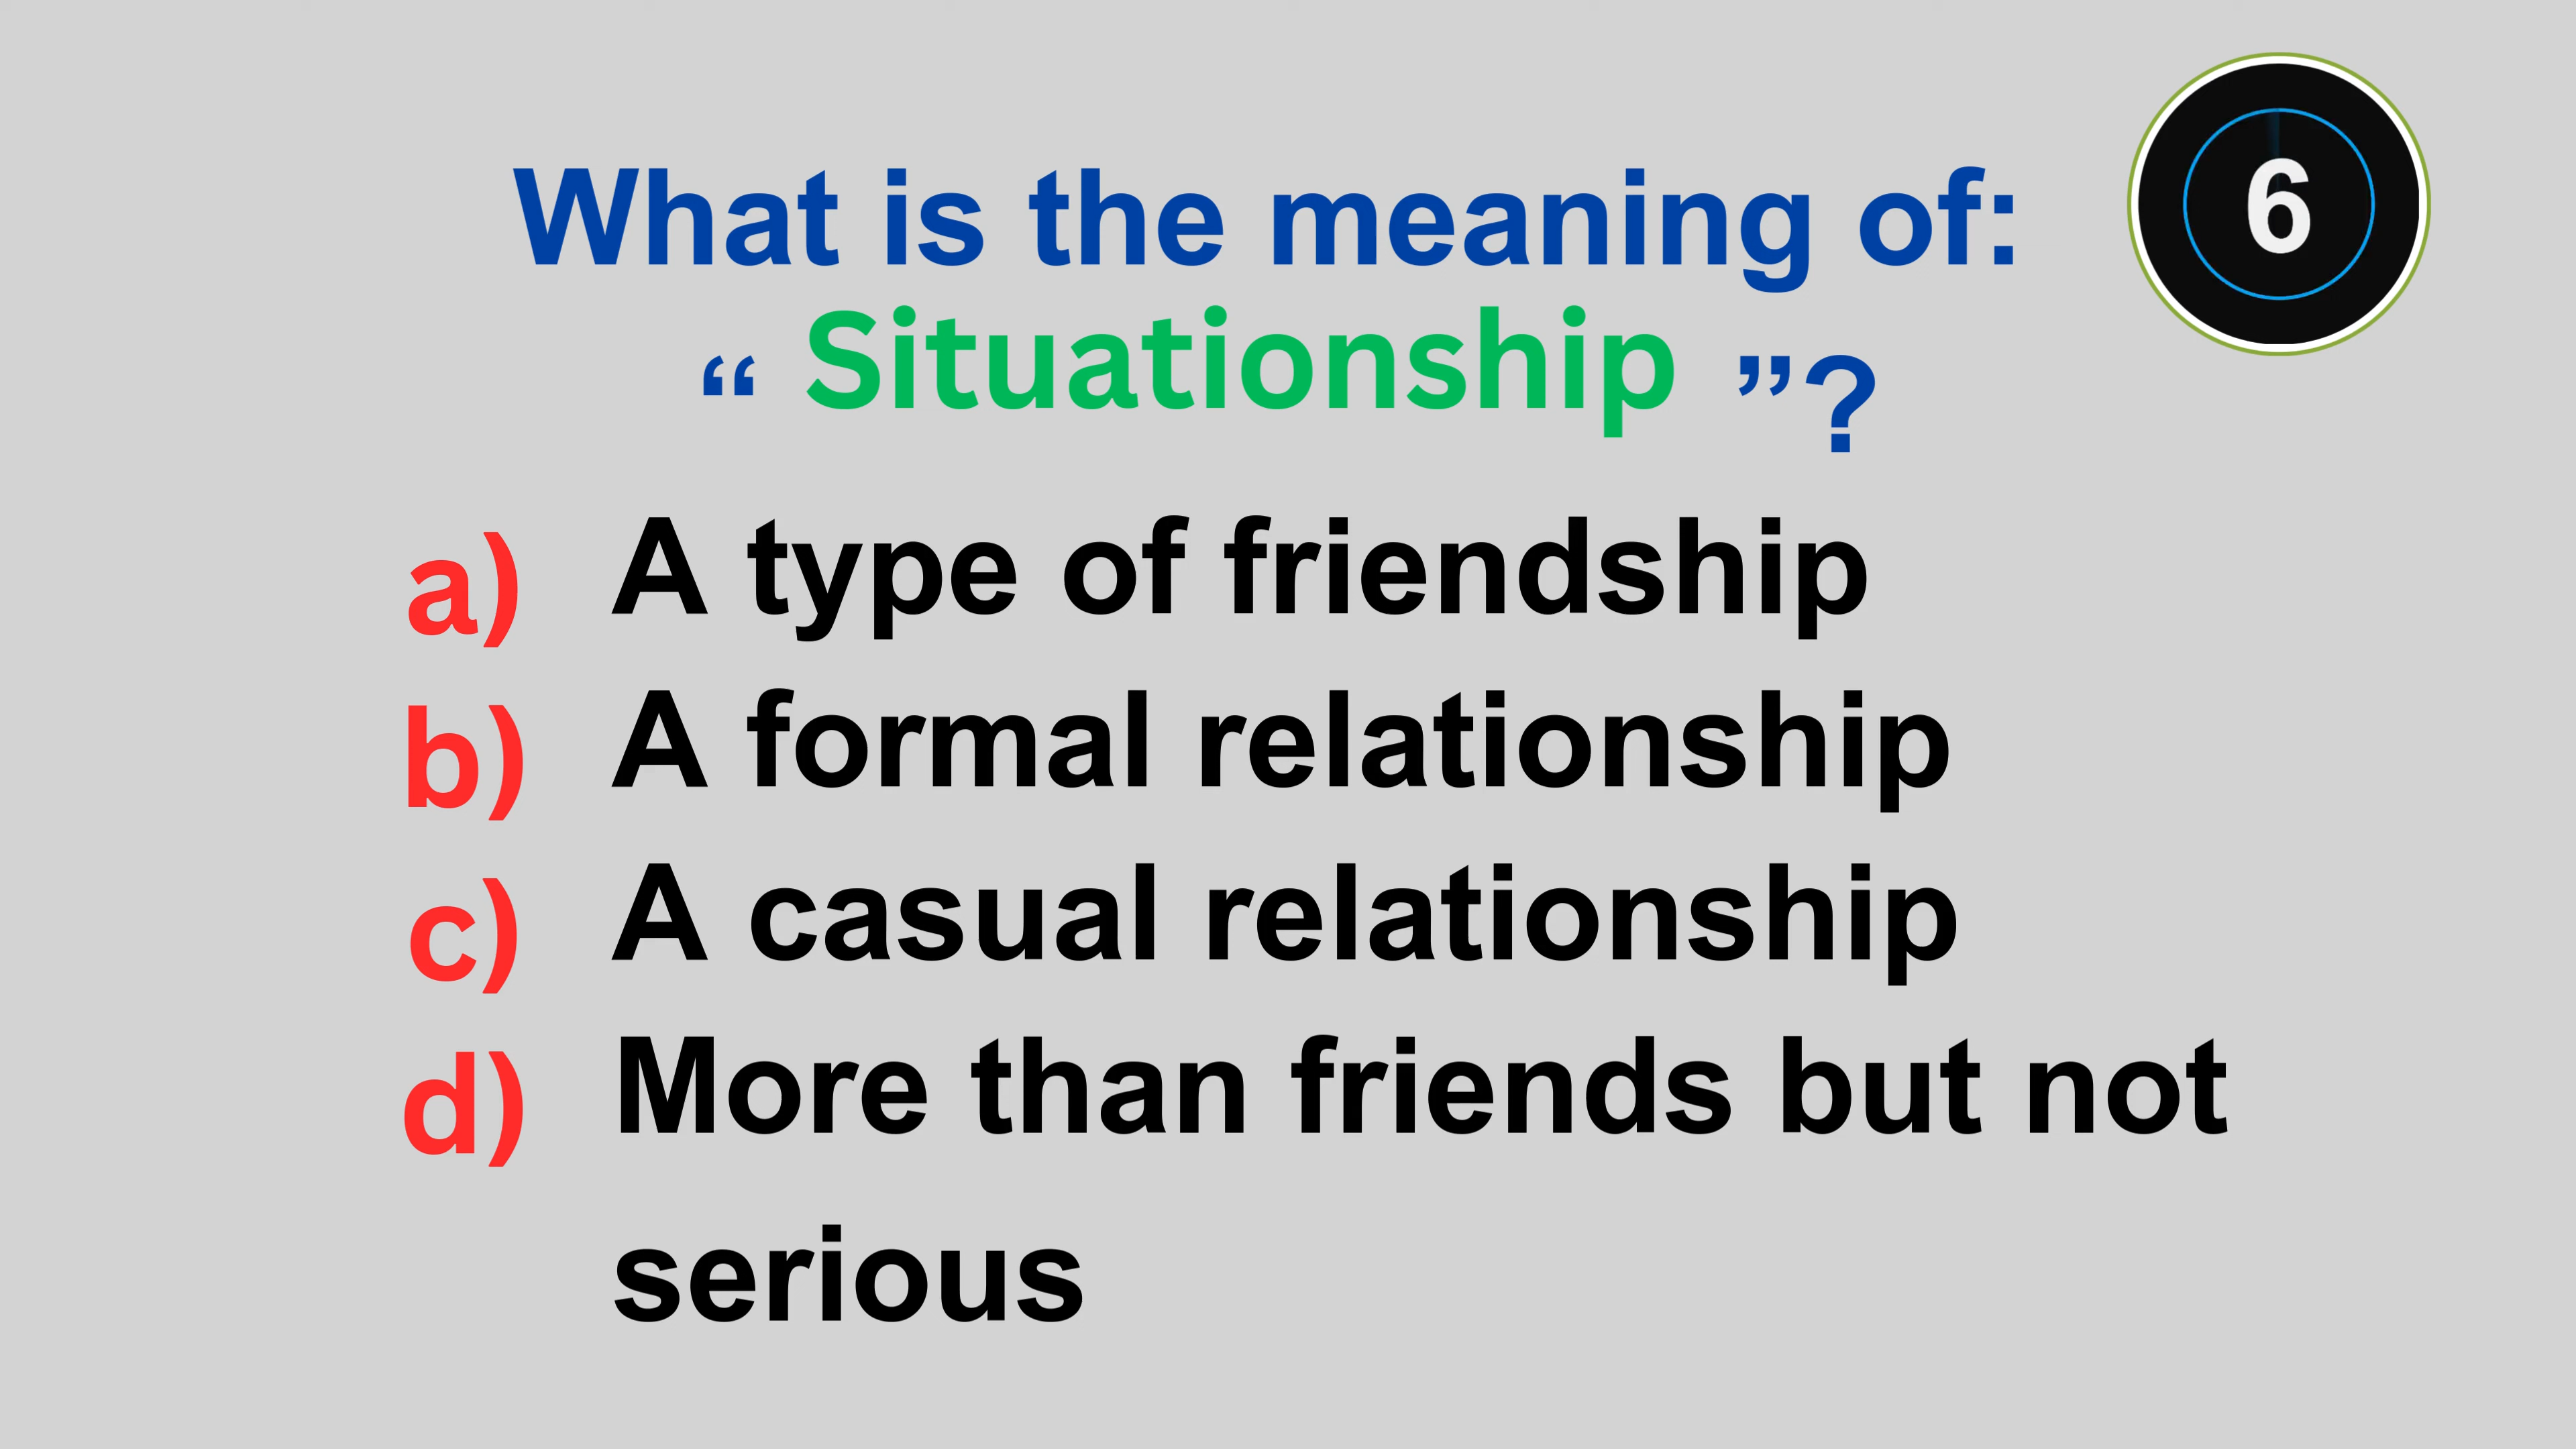 What is the meaning of:
6
“ Situationship ”?
a) A type of friendship
b) A formal relationship
c) A casual relationship
d) More than friends but not
serious